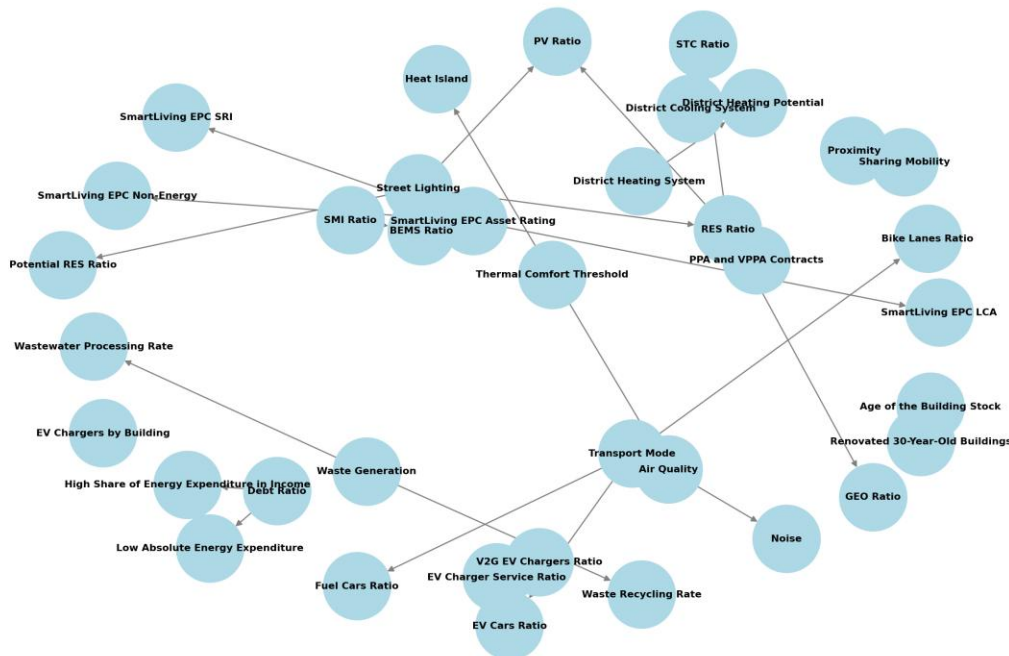 PV Ratio
STC Ratio
Heat Island
District Heating Potential
District Cooling System
SmartLiving EPC SRI
Proximity
Sharing Mobility
District Heating System
Street Lighting
SmartLiving EPC Non-Energy
SMI Ratio
SmartLiving EPC Asset Rating
BEMS Ratio
RES Ratio
Bike Lanes Ratio
PPA and VPPA Contracts
Potential RES Ratio
Thermal Comfort Threshold
SmartLiving EPC LCA
Wastewater Processing Rate
Age of the Building Stock
EV Chargers by Building
Renovated 30-Year-Old Buildings
Transport Mode
Air Quality
Waste Generation
High Share of Energy Expenditure in Income
Debt Ratio
GEO Ratio
Noise
Low Absolute Energy Expenditure
V2G EV Chargers Ratio
EV Charger Service Ratio
Fuel Cars Ratio
Waste Recycling Rate
EV Cars Ratio